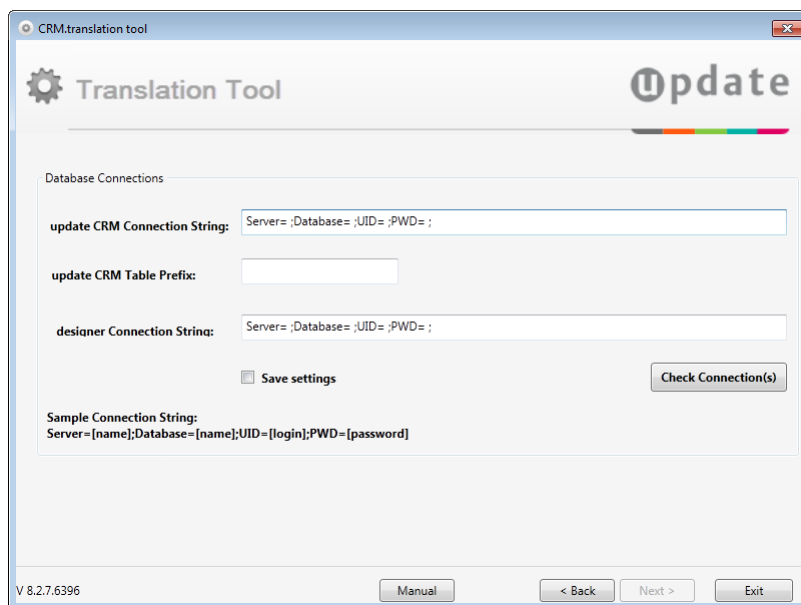 CRM.translation tool
Translation Tool
update
Database Connections
update CRM Connection String: Server= ;Database= ;UID= ;PWD= ;
update CRM Table Prefix:
designer Connection String: Server= ;Database= ;UID= ;PWD= ;
Save settings Check Connection(s)
Sample Connection String:
Server=[name];Database=[name];UID=[login];PWD=[password]
V 8.2.7.6396 Manual < Back Next > Exit